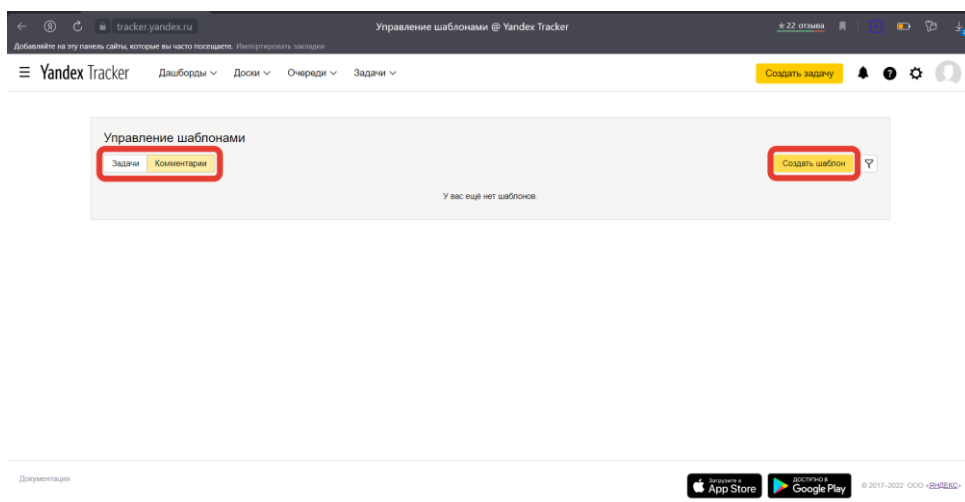 tracker.yandex.ru
Управление шаблонами @ Yandex Tracker
★ 22 отзыва
Добавляйте на эту панель сайты, которые вы часто посещаете. Импортировать закладки
Yandex Tracker
Дашборды
Доски
Очереди
Задачи
Создать задачу
Управление шаблонами
Задачи
Комментарии
Создать шаблон
У вас ещё нет шаблонов.
Документация
Загрузите в
App Store
ДОСТУПНО В
Google Play
© 2017–2022 ООО «ЯНДЕКС»